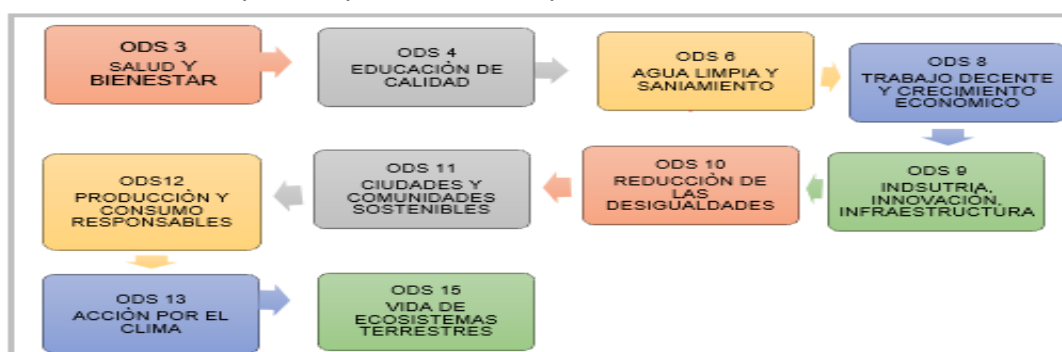 ODS 3
SALUD Y
BIENESTAR
ODS 4
EDUCACIÓN DE
CALIDAD
ODS 6
AGUA LIMPIA Y
SANIAMIENTO
ODS 8
TRABAJO DECENTE
Y CRECIMIENTO
ECONÓMICO
ODS 9
INDSUTRIA,
INNOVACIÓN,
INFRAESTRUCTURA
ODS 10
REDUCCIÓN DE
LAS
DESIGUALDADES
ODS 11
CIUDADES Y
COMUNIDADES
SOSTENIBLES
ODS12
PRODUCCIÓN Y
CONSUMO
RESPONSABLES
ODS 13
ACCIÓN POR EL
CLIMA
ODS 15
VIDA DE
ECOSISTEMAS
TERRESTRES